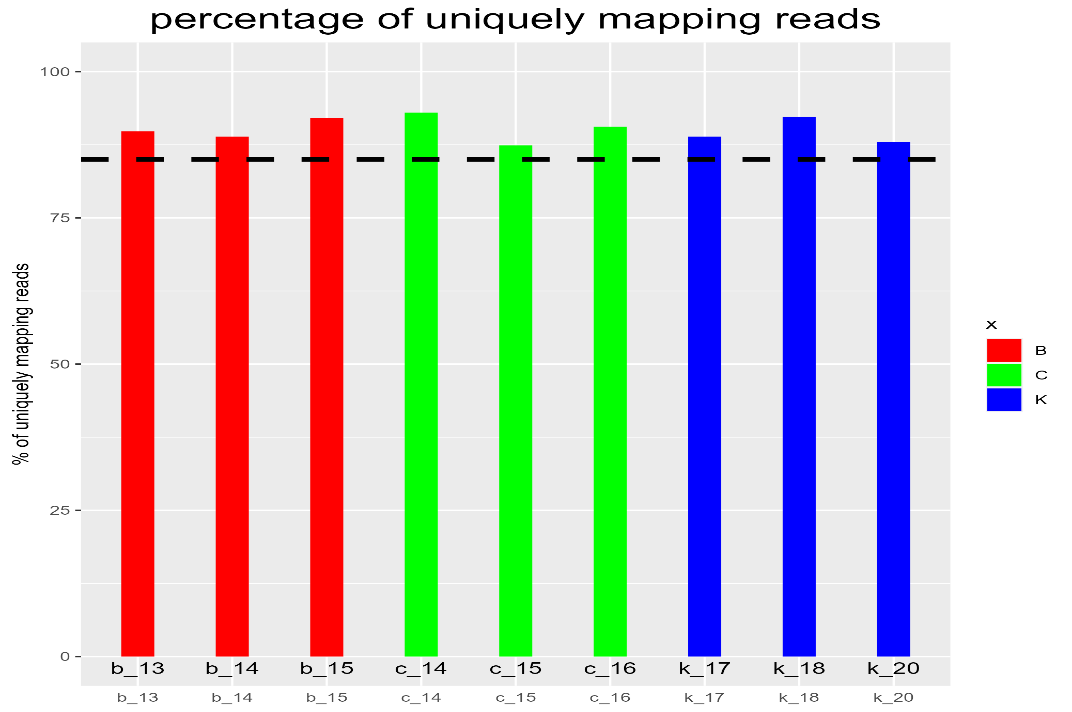 percentage of uniquely mapping reads
% of uniquely mapping reads
100
75
50
25
0
b_13 b_14 b_15 c_14 c_15 c_16 k_17 k_18 k_20
b_13 b_14 b_15 c_14 c_15 c_16 k_17 k_18 k_20
x
B
C
K